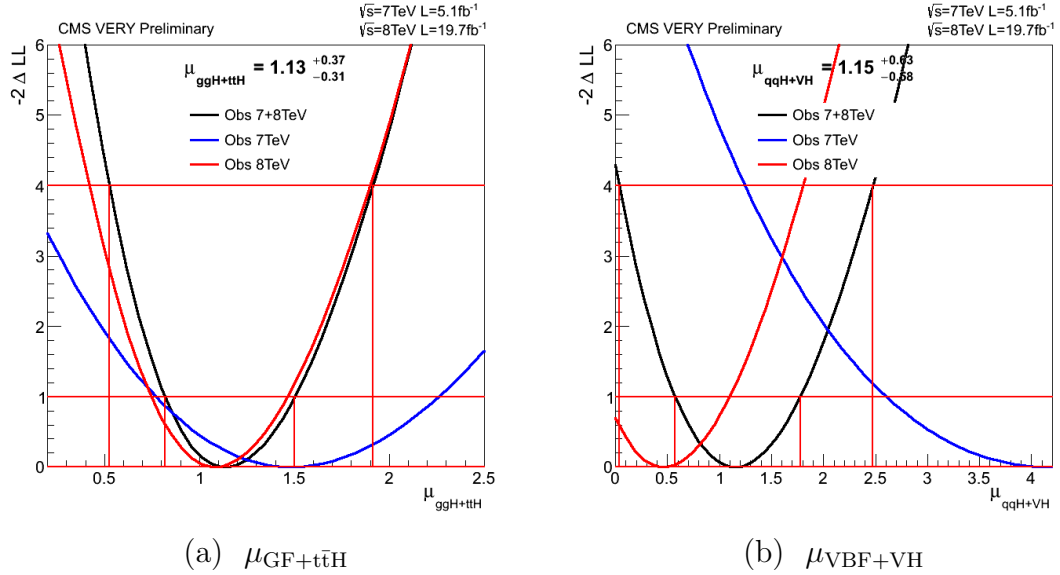 √s=7TeV L=5.1fb⁻¹
√s=8TeV L=19.7fb⁻¹
CMS VERY Preliminary
-2 Δ LL
μggH+ttH = 1.13 +0.37 −0.31
Obs 7+8TeV
Obs 7TeV
Obs 8TeV
6
5
4
3
2
1
0
0.5 1 1.5 2 2.5
μggH+ttH
(a) μGF+tt̄H
√s=7TeV L=5.1fb⁻¹
√s=8TeV L=19.7fb⁻¹
CMS VERY Preliminary
-2 Δ LL
μqqH+VH = 1.15 +0.63 −0.58
Obs 7+8TeV
Obs 7TeV
Obs 8TeV
6
5
4
3
2
1
0
0 0.5 1 1.5 2 2.5 3 3.5 4
μqqH+VH
(b) μVBF+VH